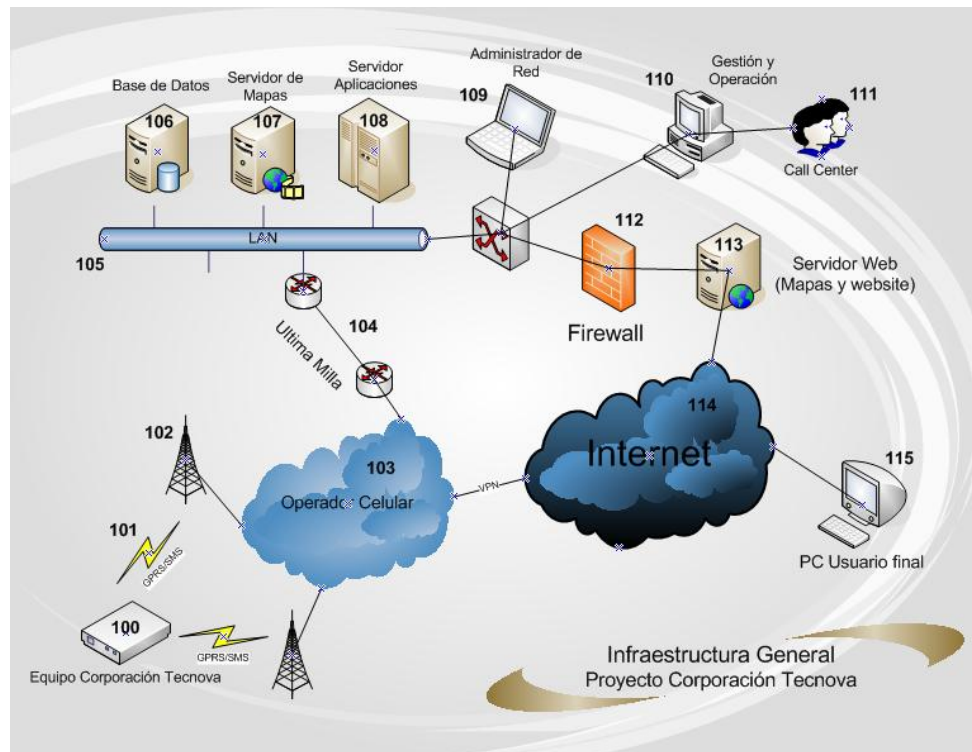 Administrador de
Red
109
Gestión y
Operación
110
111
Call Center
Base de Datos
106
Servidor de
Mapas
107
Servidor
Aplicaciones
108
LAN
105
112
Firewall
113
Servidor Web
(Mapas y website)
104
Ultima Milla
102
103
Operador Celular
VPN
114
Internet
115
PC Usuario final
101
GPRS/SMS
100
GPRS/SMS
Equipo Corporación Tecnova
Infraestructura General
Proyecto Corporación Tecnova